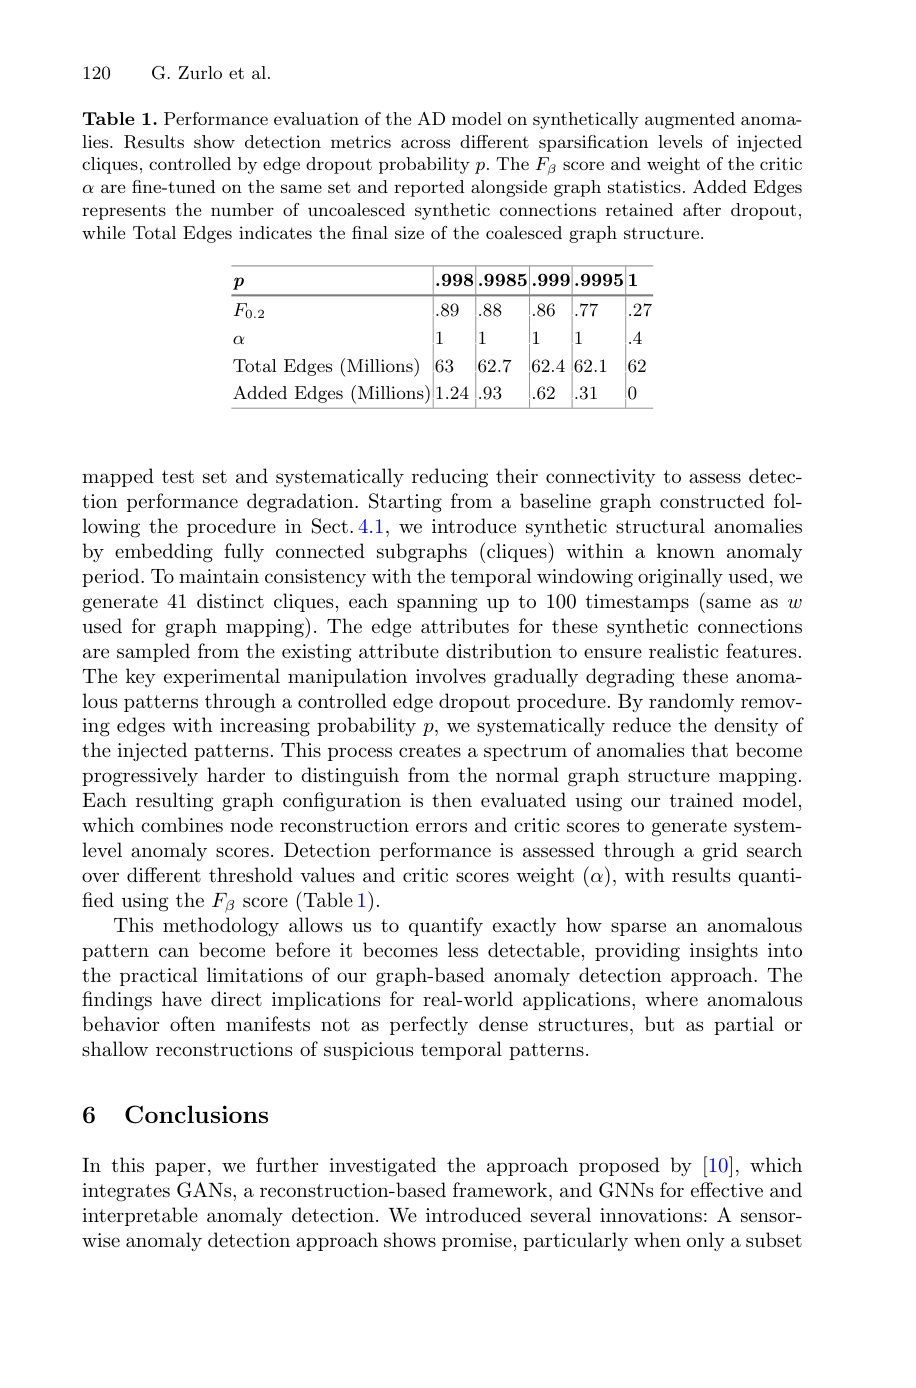 120 G. Zurlo et al.
Table 1. Performance evaluation of the AD model on synthetically augmented anoma-
lies. Results show detection metrics across different sparsification levels of injected
cliques, controlled by edge dropout probability p. The Fβ score and weight of the critic
α are fine-tuned on the same set and reported alongside graph statistics. Added Edges
represents the number of uncoalesced synthetic connections retained after dropout,
while Total Edges indicates the final size of the coalesced graph structure.
p .998 .9985 .999 .9995 1
F0.2 .89 .88 .86 .77 .27
α 1 1 1 1 .4
Total Edges (Millions) 63 62.7 62.4 62.1 62
Added Edges (Millions) 1.24 .93 .62 .31 0
mapped test set and systematically reducing their connectivity to assess detec-
tion performance degradation. Starting from a baseline graph constructed fol-
lowing the procedure in Sect. 4.1, we introduce synthetic structural anomalies
by embedding fully connected subgraphs (cliques) within a known anomaly
period. To maintain consistency with the temporal windowing originally used, we
generate 41 distinct cliques, each spanning up to 100 timestamps (same as w
used for graph mapping). The edge attributes for these synthetic connections
are sampled from the existing attribute distribution to ensure realistic features.
The key experimental manipulation involves gradually degrading these anoma-
lous patterns through a controlled edge dropout procedure. By randomly remov-
ing edges with increasing probability p, we systematically reduce the density of
the injected patterns. This process creates a spectrum of anomalies that become
progressively harder to distinguish from the normal graph structure mapping.
Each resulting graph configuration is then evaluated using our trained model,
which combines node reconstruction errors and critic scores to generate system-
level anomaly scores. Detection performance is assessed through a grid search
over different threshold values and critic scores weight (α), with results quanti-
fied using the Fβ score (Table 1).
This methodology allows us to quantify exactly how sparse an anomalous
pattern can become before it becomes less detectable, providing insights into
the practical limitations of our graph-based anomaly detection approach. The
findings have direct implications for real-world applications, where anomalous
behavior often manifests not as perfectly dense structures, but as partial or
shallow reconstructions of suspicious temporal patterns.
6 Conclusions
In this paper, we further investigated the approach proposed by [10], which
integrates GANs, a reconstruction-based framework, and GNNs for effective and
interpretable anomaly detection. We introduced several innovations: A sensor-
wise anomaly detection approach shows promise, particularly when only a subset